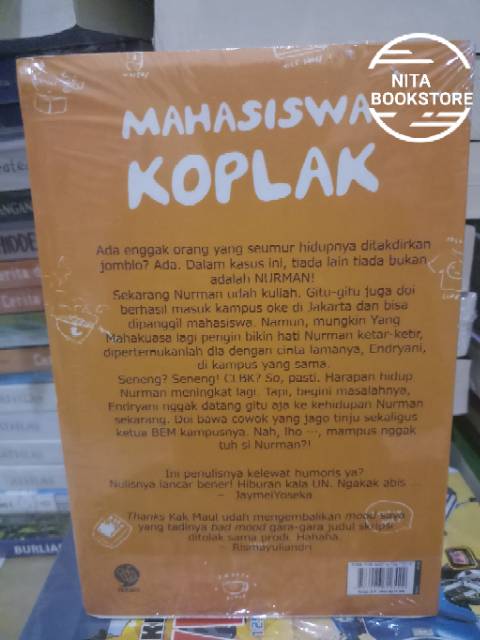 NITA
BOOKSTORE
MAHASISWA
KOPLAK
Ada enggak orang yang seumur hidupnya ditakdirkan
jomblo? Ada. Dalam kasus ini, tiada lain tiada bukan
adalah NURMAN!
Sekarang Nurman udah kuliah. Gitu-gitu juga doi
berhasil masuk kampus oke di Jakarta dan bisa
dipanggil mahasiswa. Namun, mungkin Yang
Mahakuasa lagi pengin bikin hati Nurman ketar-ketir,
dipertemukanlah dia dengan cinta lamanya, Endryani,
di kampus yang sama.
Seneng? Seneng! CLBK? So, pasti. Harapan hidup
Nurman meningkat lagi. Tapi, begini masalahnya,
Endryani nggak datang gitu aja ke kehidupan Nurman
sekarang. Doi bawa cowok yang jago tinju sekaligus
ketua BEM kampusnya. Nah, lho ---, mampus nggak
tuh si Nurman?!
Ini penulisnya kelewat humoris ya?
Nulisnya lancar bener! Hiburan kala UN. Ngakak abis ...
– JaymeiYoseka
Thanks Kak Maul udah mengembalikan mood saya
yang tadinya bad mood gara-gara judul skripsi
ditolak sama prodi. Hahaha.
– Rismayuliandri
BURLIAN